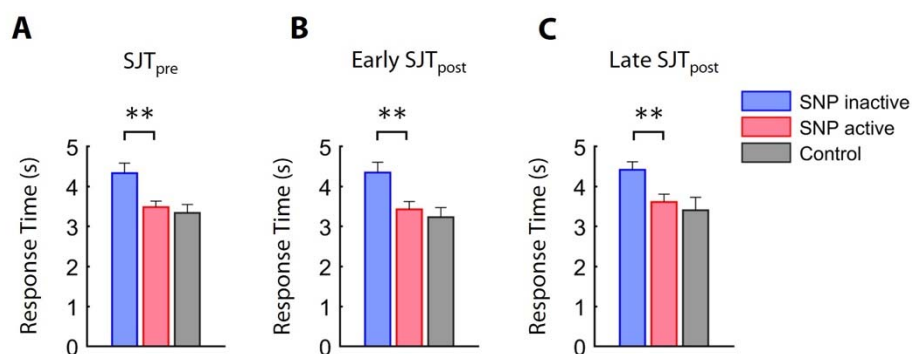 A
B
C
SJTpre
Early SJTpost
Late SJTpost
**
**
**
SNP inactive
SNP active
Control
Response Time (s)
5
4
3
2
1
0
Response Time (s)
5
4
3
2
1
0
Response Time (s)
5
4
3
2
1
0